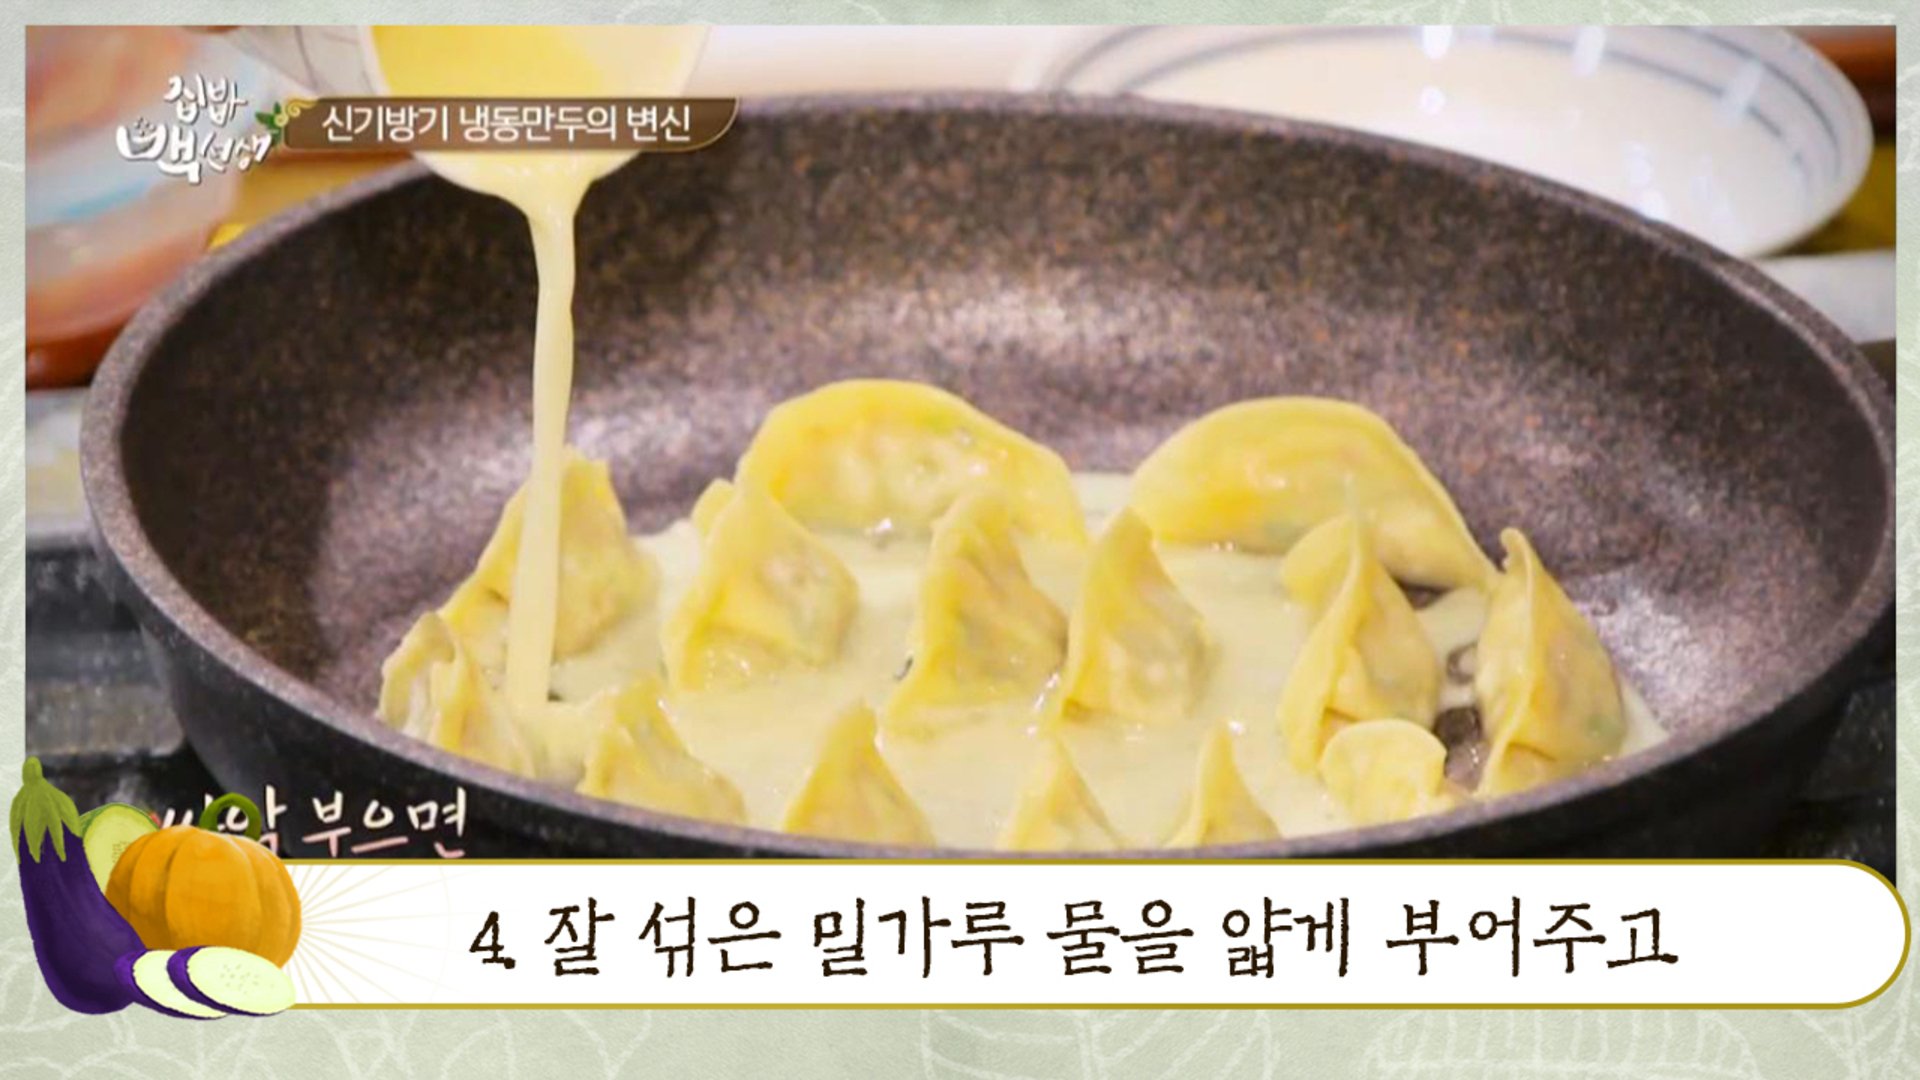 집밥
백선생
신기방기 냉동만두의 변신
부으면
4. 잘 섞은 밀가루 물을 얇게 부어주고